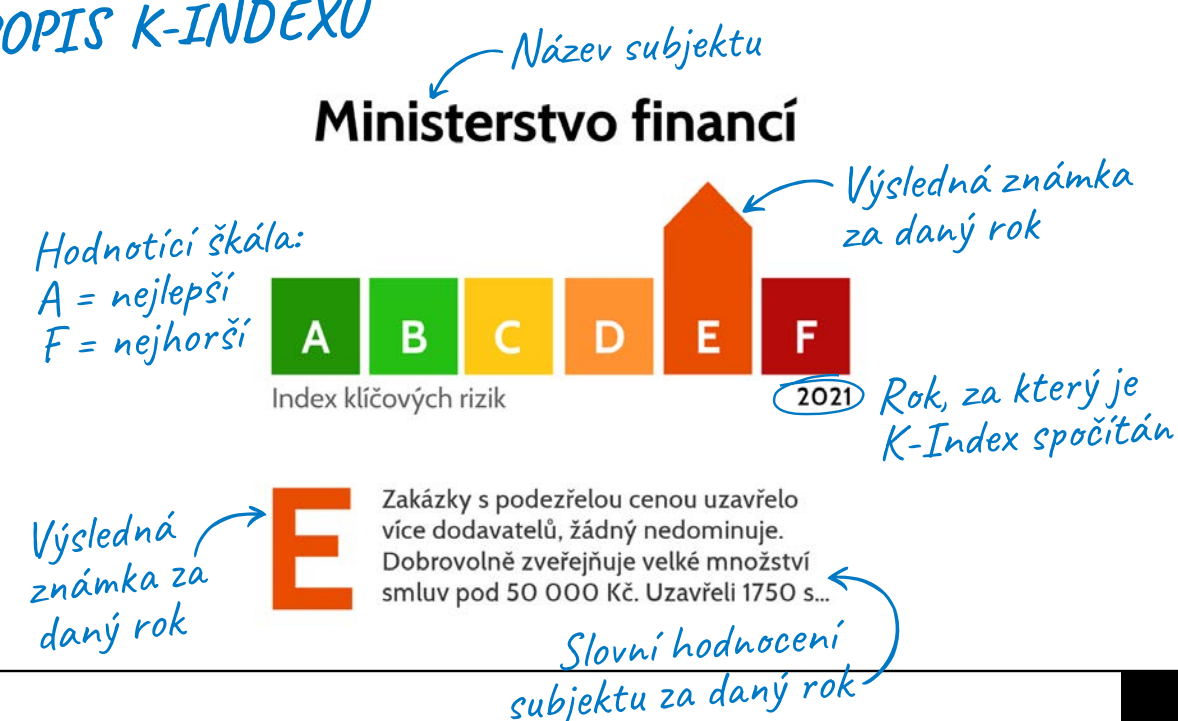 POPIS K-INDEXU
Název subjektu
Ministerstvo financí
Výsledná známka
za daný rok
Hodnotící škála:
A = nejlepší
F = nejhorší
A B C D E F
Index klíčových rizik
2021
Rok, za který je
K-Index spočítán
Výsledná
známka za
daný rok
E
Zakázky s podezřelou cenou uzavřelo
více dodavatelů, žádný nedominuje.
Dobrovolně zveřejňuje velké množství
smluv pod 50 000 Kč. Uzavřeli 1750 s...
Slovní hodnocení
subjektu za daný rok